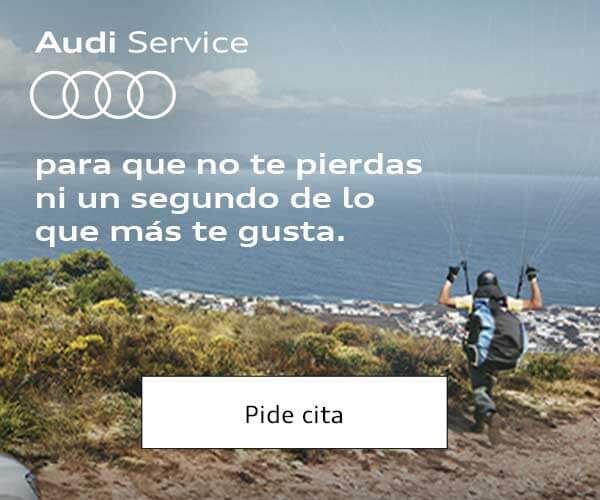 Audi Service
para que no te pierdas
ni un segundo de lo
que más te gusta.
Pide cita